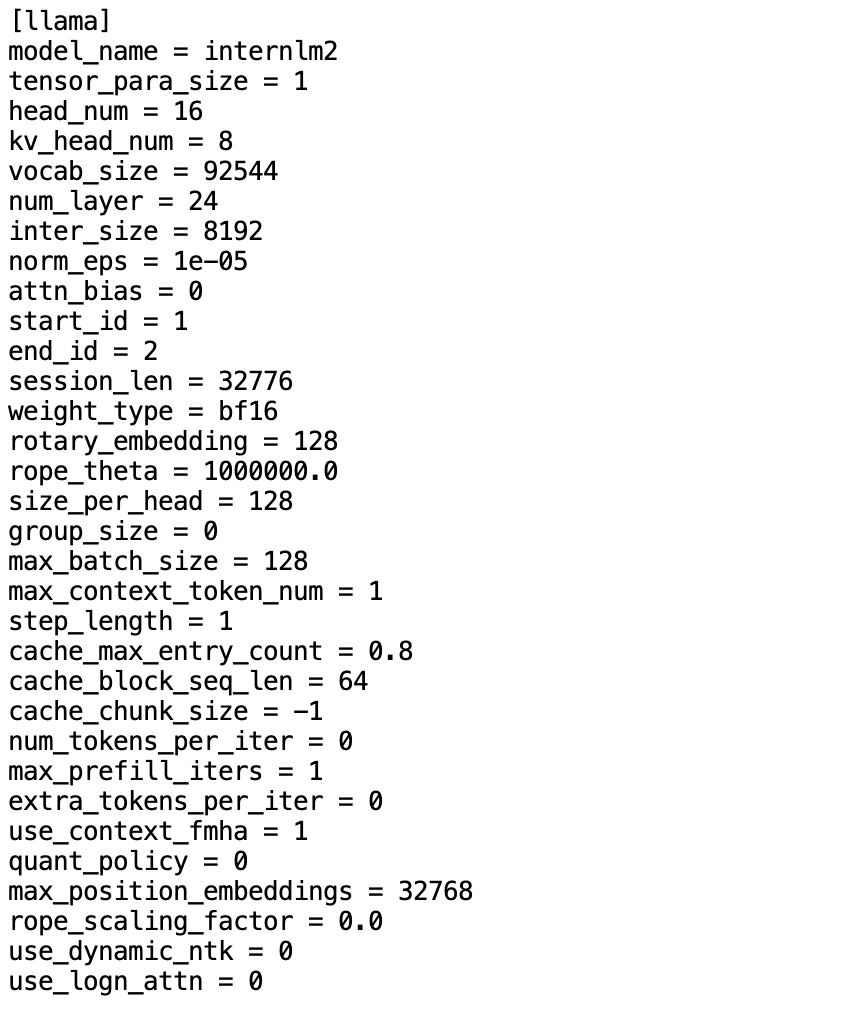 [llama]
model_name = internlm2
tensor_para_size = 1
head_num = 16
kv_head_num = 8
vocab_size = 92544
num_layer = 24
inter_size = 8192
norm_eps = 1e-05
attn_bias = 0
start_id = 1
end_id = 2
session_len = 32776
weight_type = bf16
rotary_embedding = 128
rope_theta = 1000000.0
size_per_head = 128
group_size = 0
max_batch_size = 128
max_context_token_num = 1
step_length = 1
cache_max_entry_count = 0.8
cache_block_seq_len = 64
cache_chunk_size = -1
num_tokens_per_iter = 0
max_prefill_iters = 1
extra_tokens_per_iter = 0
use_context_fmha = 1
quant_policy = 0
max_position_embeddings = 32768
rope_scaling_factor = 0.0
use_dynamic_ntk = 0
use_logn_attn = 0